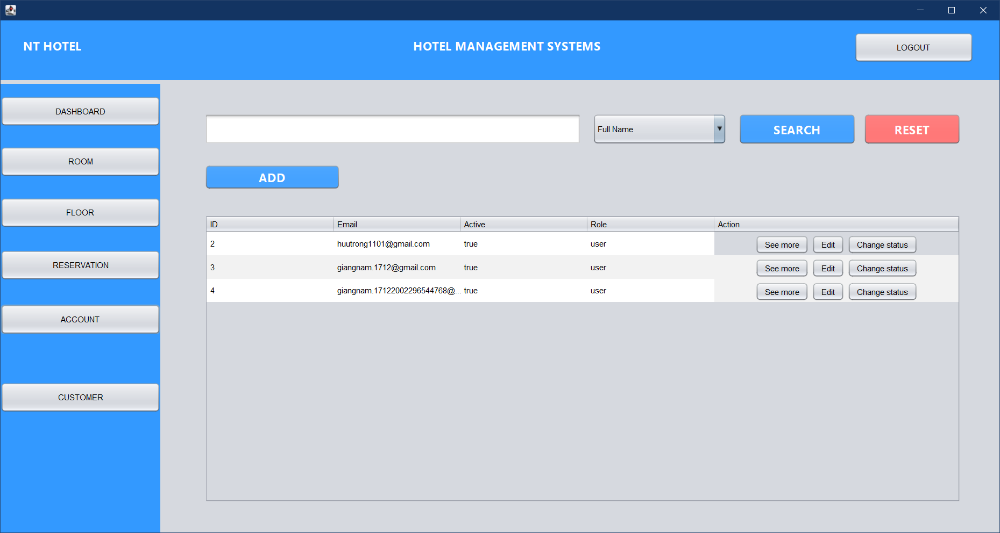 NT HOTEL
HOTEL MANAGEMENT SYSTEMS
LOGOUT
DASHBOARD
ROOM
FLOOR
RESERVATION
ACCOUNT
CUSTOMER
Full Name
SEARCH
RESET
ADD
ID Email Active Role Action
2 huutrong1101@gmail.com true user See more Edit Change status
3 giangnam.1712@gmail.com true user See more Edit Change status
4 giangnam.17122002296544768@... true user See more Edit Change status